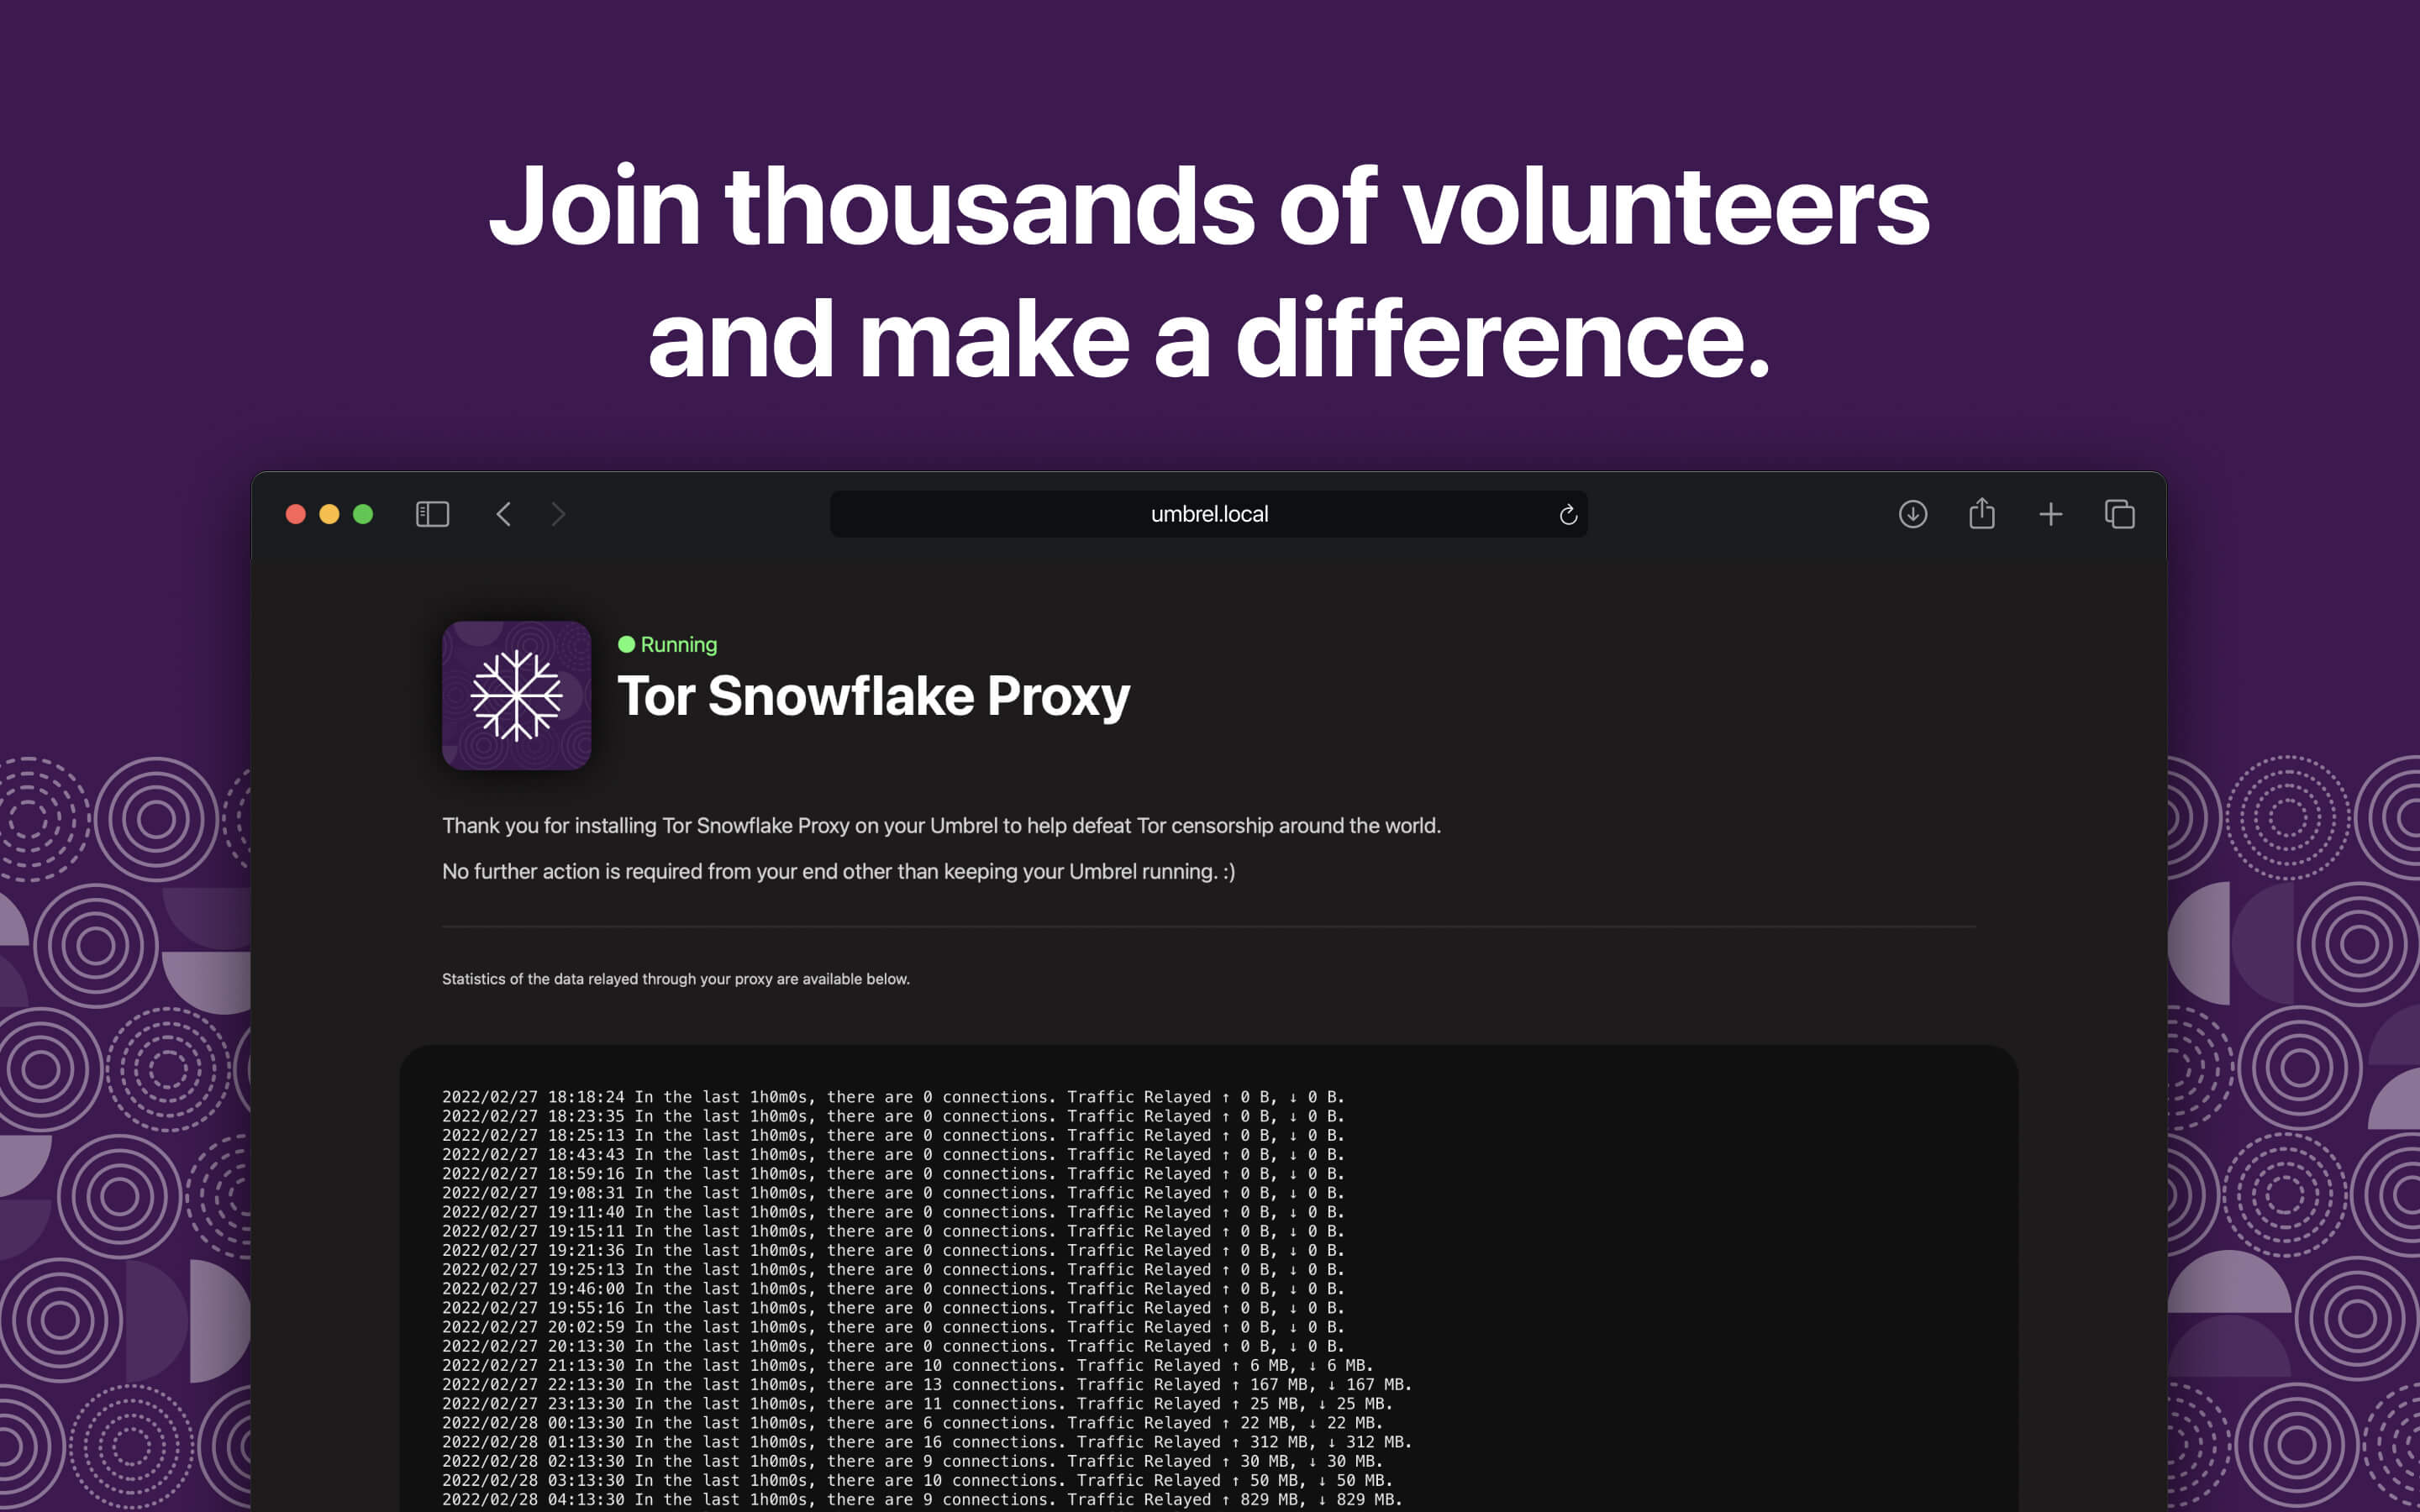 Join thousands of volunteers
and make a difference.
umbrel.local
Running
Tor Snowflake Proxy
Thank you for installing Tor Snowflake Proxy on your Umbrel to help defeat Tor censorship around the world.
No further action is required from your end other than keeping your Umbrel running. :)
Statistics of the data relayed through your proxy are available below.
2022/02/27 18:18:24 In the last 1h0m0s, there are 0 connections. Traffic Relayed ↑ 0 B, ↓ 0 B.
2022/02/27 18:23:35 In the last 1h0m0s, there are 0 connections. Traffic Relayed ↑ 0 B, ↓ 0 B.
2022/02/27 18:25:13 In the last 1h0m0s, there are 0 connections. Traffic Relayed ↑ 0 B, ↓ 0 B.
2022/02/27 18:43:43 In the last 1h0m0s, there are 0 connections. Traffic Relayed ↑ 0 B, ↓ 0 B.
2022/02/27 18:59:16 In the last 1h0m0s, there are 0 connections. Traffic Relayed ↑ 0 B, ↓ 0 B.
2022/02/27 19:08:31 In the last 1h0m0s, there are 0 connections. Traffic Relayed ↑ 0 B, ↓ 0 B.
2022/02/27 19:11:40 In the last 1h0m0s, there are 0 connections. Traffic Relayed ↑ 0 B, ↓ 0 B.
2022/02/27 19:15:11 In the last 1h0m0s, there are 0 connections. Traffic Relayed ↑ 0 B, ↓ 0 B.
2022/02/27 19:21:36 In the last 1h0m0s, there are 0 connections. Traffic Relayed ↑ 0 B, ↓ 0 B.
2022/02/27 19:25:13 In the last 1h0m0s, there are 0 connections. Traffic Relayed ↑ 0 B, ↓ 0 B.
2022/02/27 19:46:00 In the last 1h0m0s, there are 0 connections. Traffic Relayed ↑ 0 B, ↓ 0 B.
2022/02/27 19:55:16 In the last 1h0m0s, there are 0 connections. Traffic Relayed ↑ 0 B, ↓ 0 B.
2022/02/27 20:02:59 In the last 1h0m0s, there are 0 connections. Traffic Relayed ↑ 0 B, ↓ 0 B.
2022/02/27 20:13:30 In the last 1h0m0s, there are 0 connections. Traffic Relayed ↑ 0 B, ↓ 0 B.
2022/02/27 21:13:30 In the last 1h0m0s, there are 10 connections. Traffic Relayed ↑ 6 MB, ↓ 6 MB.
2022/02/27 22:13:30 In the last 1h0m0s, there are 13 connections. Traffic Relayed ↑ 167 MB, ↓ 167 MB.
2022/02/27 23:13:30 In the last 1h0m0s, there are 11 connections. Traffic Relayed ↑ 25 MB, ↓ 25 MB.
2022/02/28 00:13:30 In the last 1h0m0s, there are 6 connections. Traffic Relayed ↑ 22 MB, ↓ 22 MB.
2022/02/28 01:13:30 In the last 1h0m0s, there are 16 connections. Traffic Relayed ↑ 312 MB, ↓ 312 MB.
2022/02/28 02:13:30 In the last 1h0m0s, there are 9 connections. Traffic Relayed ↑ 30 MB, ↓ 30 MB.
2022/02/28 03:13:30 In the last 1h0m0s, there are 10 connections. Traffic Relayed ↑ 50 MB, ↓ 50 MB.
2022/02/28 04:13:30 In the last 1h0m0s, there are 9 connections. Traffic Relayed ↑ 829 MB, ↓ 829 MB.